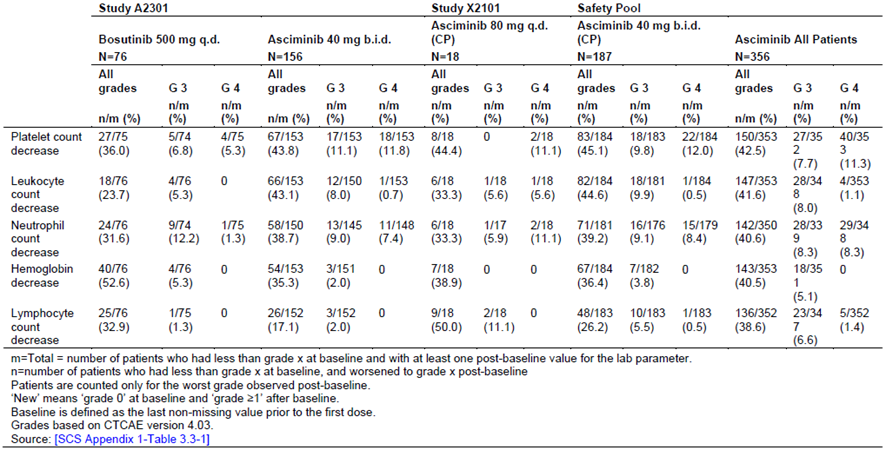 Study A2301 Study X2101 Safety Pool
Bosutinib 500 mg q.d. Asciminib 40 mg b.i.d. Asciminib 80 mg q.d. (CP) Asciminib 40 mg b.i.d. (CP) Asciminib All Patients
N=76 N=156 N=18 N=187 N=356
All grades G 3 G 4 All grades G 3 G 4 All grades G 3 G 4 All grades G 3 G 4 All grades G 3 G 4
n/m (%) n/m (%) n/m (%) n/m (%) n/m (%) n/m (%) n/m (%) n/m (%) n/m (%) n/m (%) n/m (%) n/m (%) n/m (%) n/m (%) n/m (%)
Platelet count 27/75 5/74 4/75 67/153 17/153 18/153 8/18 0 2/18 83/184 18/183 22/184 150/353 27/35 40/35
decrease (36.0) (6.8) (5.3) (43.8) (11.1) (11.8) (44.4) (11.1) (45.1) (9.8) (12.0) (42.5) 2 3
(7.7) (11.3)
Leukocyte 18/76 4/76 0 66/153 12/150 1/153 6/18 1/18 1/18 82/184 18/181 1/184 147/353 28/34 4/353
count (23.7) (5.3) (43.1) (8.0) (0.7) (33.3) (5.6) (5.6) (44.6) (9.9) (0.5) (41.6) 8 (1.1)
decrease (8.0)
Neutrophil 24/76 9/74 1/75 58/150 13/145 11/148 6/18 1/17 2/18 71/181 16/176 15/179 142/350 28/33 29/34
count (31.6) (12.2) (1.3) (38.7) (9.0) (7.4) (33.3) (5.9) (11.1) (39.2) (9.1) (8.4) (40.6) 9 8
decrease (8.3) (8.3)
Hemoglobin 40/76 4/76 0 54/153 3/151 0 7/18 0 0 67/184 7/182 0 143/353 18/35 0
decrease (52.6) (5.3) (35.3) (2.0) (38.9) (36.4) (3.8) (40.5) 1
(5.1)
Lymphocyte 25/76 1/75 0 26/152 3/152 0 9/18 2/18 0 48/183 10/183 1/183 136/352 23/34 5/352
count (32.9) (1.3) (17.1) (2.0) (50.0) (11.1) (26.2) (5.5) (0.5) (38.6) 7 (1.4)
decrease (6.6)
m=Total = number of patients who had less than grade x at baseline and with at least one post-baseline value for the lab parameter.
n=number of patients who had less than grade x at baseline, and worsened to grade x post-baseline
Patients are counted only for the worst grade observed post-baseline.
'New' means 'grade 0' at baseline and 'grade ≥1' after baseline.
Baseline is defined as the last non-missing value prior to the first dose.
Grades based on CTCAE version 4.03.
Source: [SCS Appendix 1-Table 3.3-1]